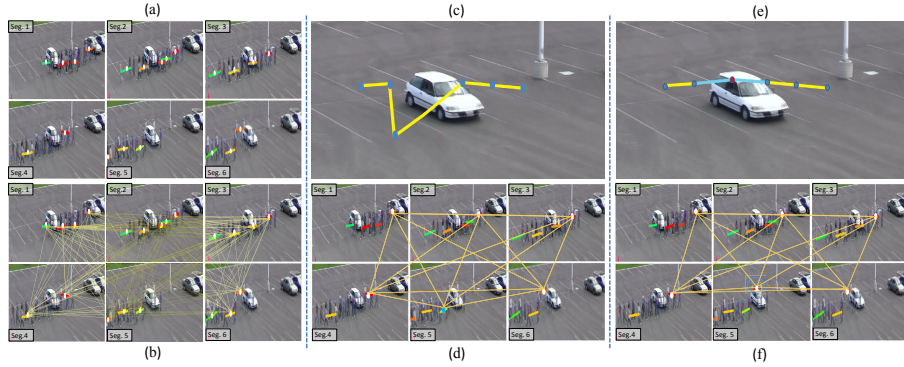 (a)
(c)
(e)
Seg. 1
Seg. 2
Seg. 3
Seg.4
Seg. 5
Seg. 6
Seg. 1
Seg.2
Seg. 3
Seg.4
Seg. 5
Seg. 6
Seg. 1
Seg. 2
Seg. 3
Seg. 4
Seg. 5
Seg. 6
Seg. 1
Seg. 2
Seg. 3
Seg. 4
Seg. 5
Seg. 6
(b)
(d)
(f)